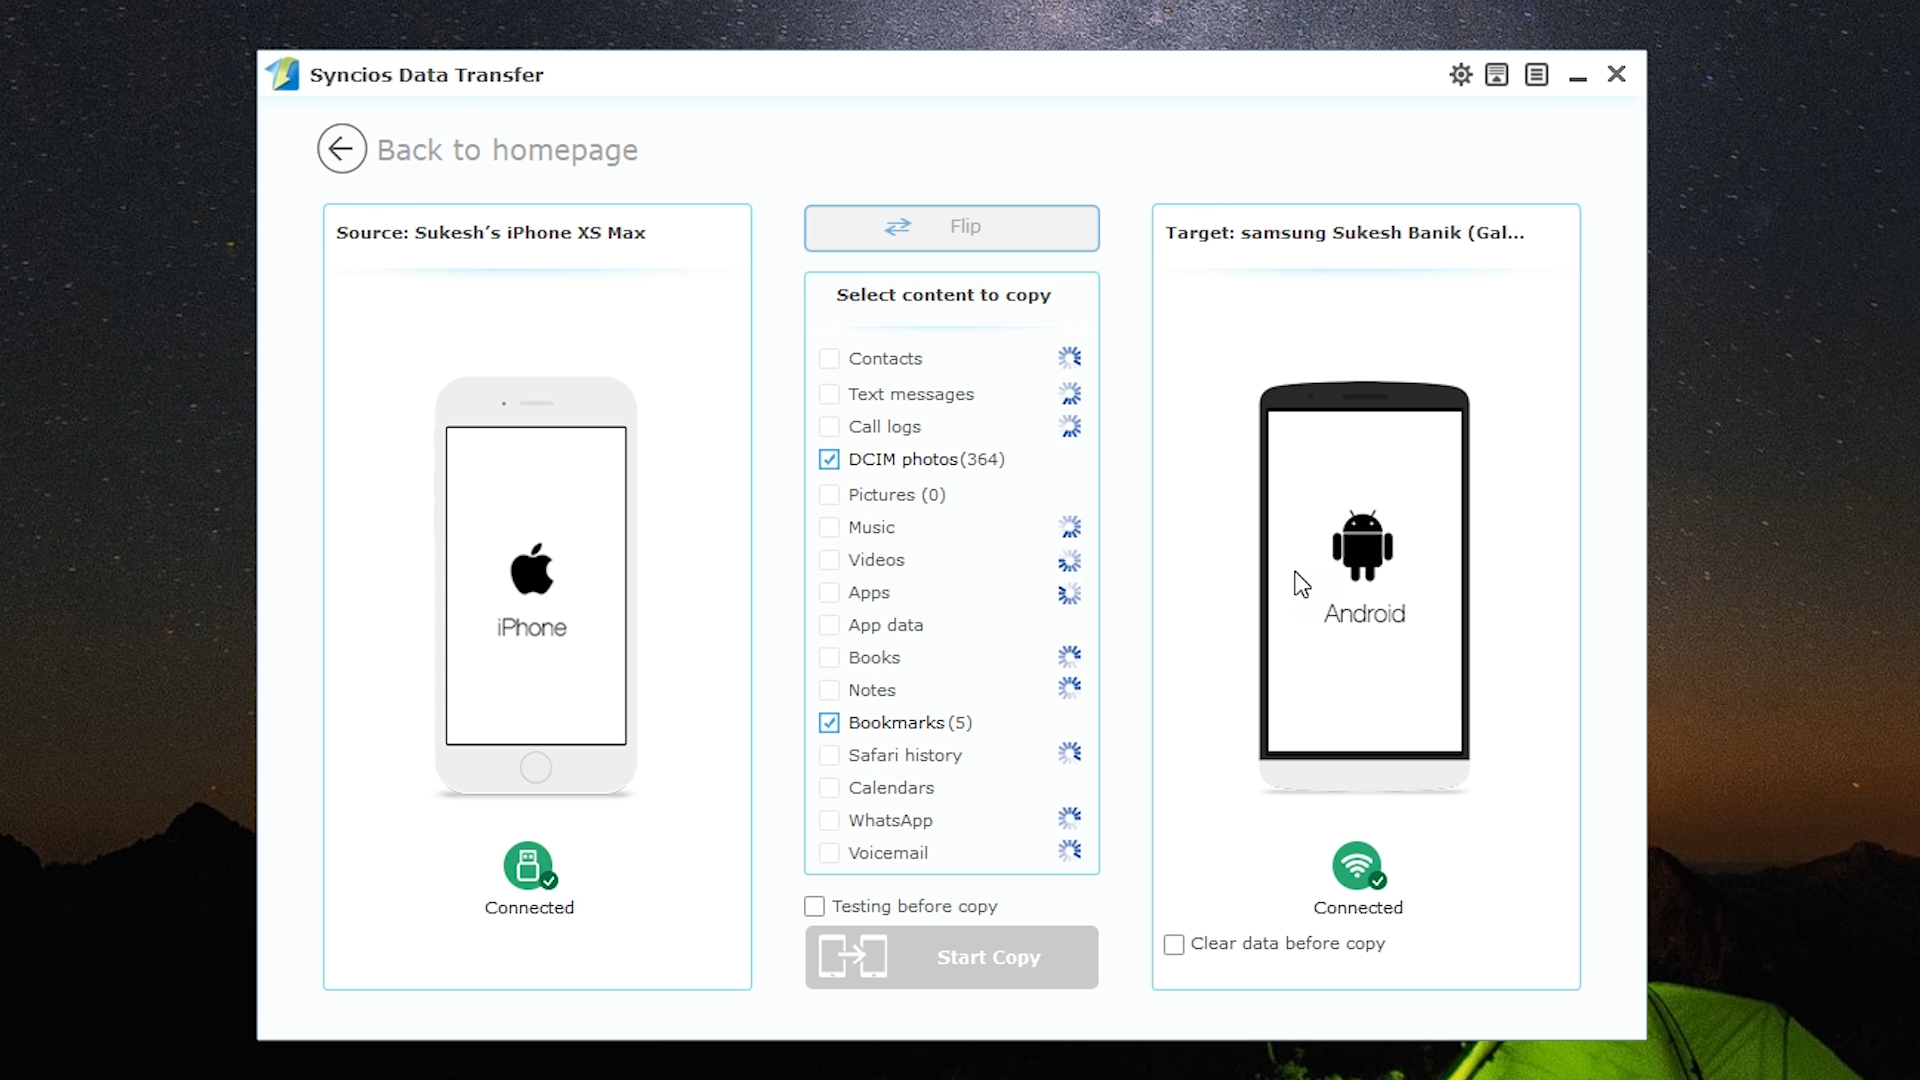 Syncios Data Transfer
Back to homepage
Source: Sukesh’s iPhone XS Max
iPhone
Connected
Flip
Select content to copy
Contacts
Text messages
Call logs
DCIM photos(364)
Pictures (0)
Music
Videos
Apps
App data
Books
Notes
Bookmarks(5)
Safari history
Calendars
WhatsApp
Voicemail
Testing before copy
Start Copy
Target: samsung Sukesh Banik (Gal...
Android
Connected
Clear data before copy